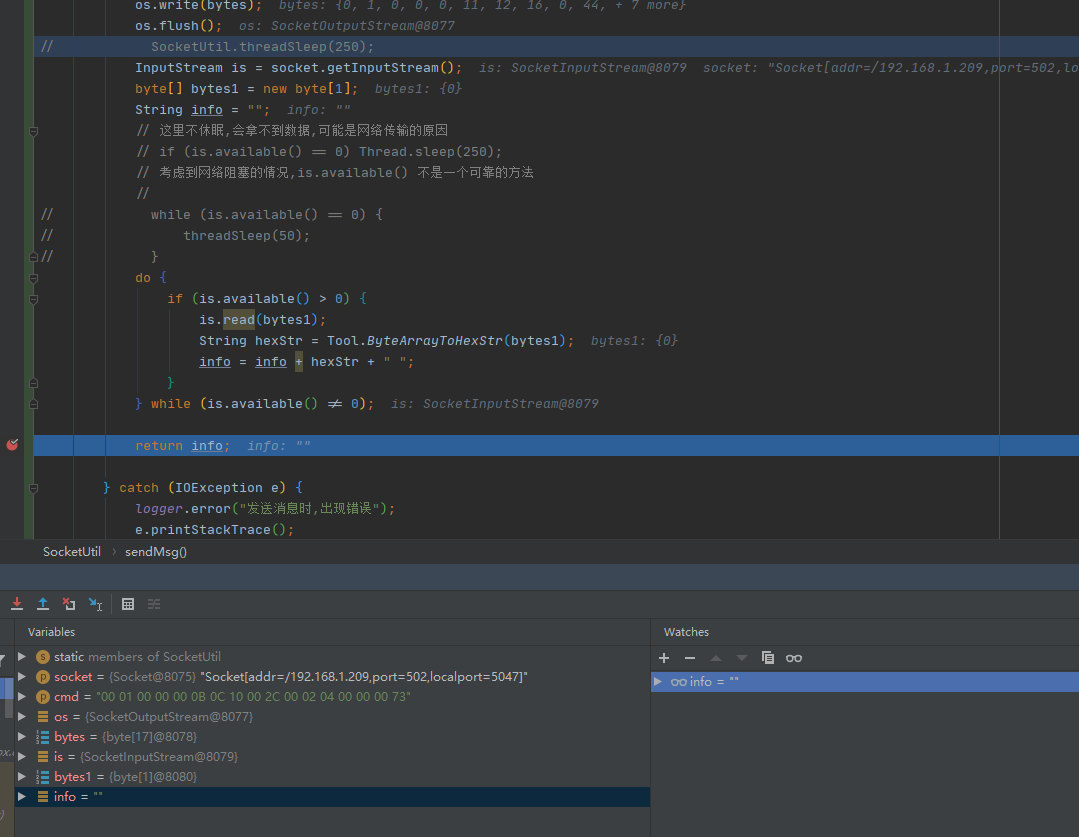 os.write(bytes);  bytes: {0, 1, 0, 0, 0, 11, 12, 16, 0, 44, + 7 more}
os.flush();  os: SocketOutputStream@8077
// SocketUtil.threadSleep(250);
InputStream is = socket.getInputStream();  is: SocketInputStream@8079  socket: "Socket[addr=/192.168.1.209,port=502,lo
byte[] bytes1 = new byte[1];  bytes1: {0}
String info = "";  info: ""
// 这里不休眠,会拿不到数据,可能是网络传输的原因
// if (is.available() == 0) Thread.sleep(250);
// 考虑到网络阻塞的情况,is.available() 不是一个可靠的方法
//
// while (is.available() == 0) {
// threadSleep(50);
// }
do {
if (is.available() > 0) {
is.read(bytes1);
String hexStr = Tool.ByteArrayToHexStr(bytes1);  bytes1: {0}
info = info + hexStr + " ";
}
} while (is.available() ≠ 0);  is: SocketInputStream@8079
return info;  info: ""
} catch (IOException e) {
logger.error("发送消息时,出现错误");
e.printStackTrace();
SocketUtil › sendMsg()
Variables
static members of SocketUtil
socket = {Socket@8075} "Socket[addr=/192.168.1.209,port=502,localport=5047]"
cmd = "00 01 00 00 00 0B 0C 10 00 2C 00 02 04 00 00 00 73"
os = {SocketOutputStream@8077}
bytes = {byte[17]@8078}
is = {SocketInputStream@8079}
bytes1 = {byte[1]@8080}
info = ""
Watches
info = ""